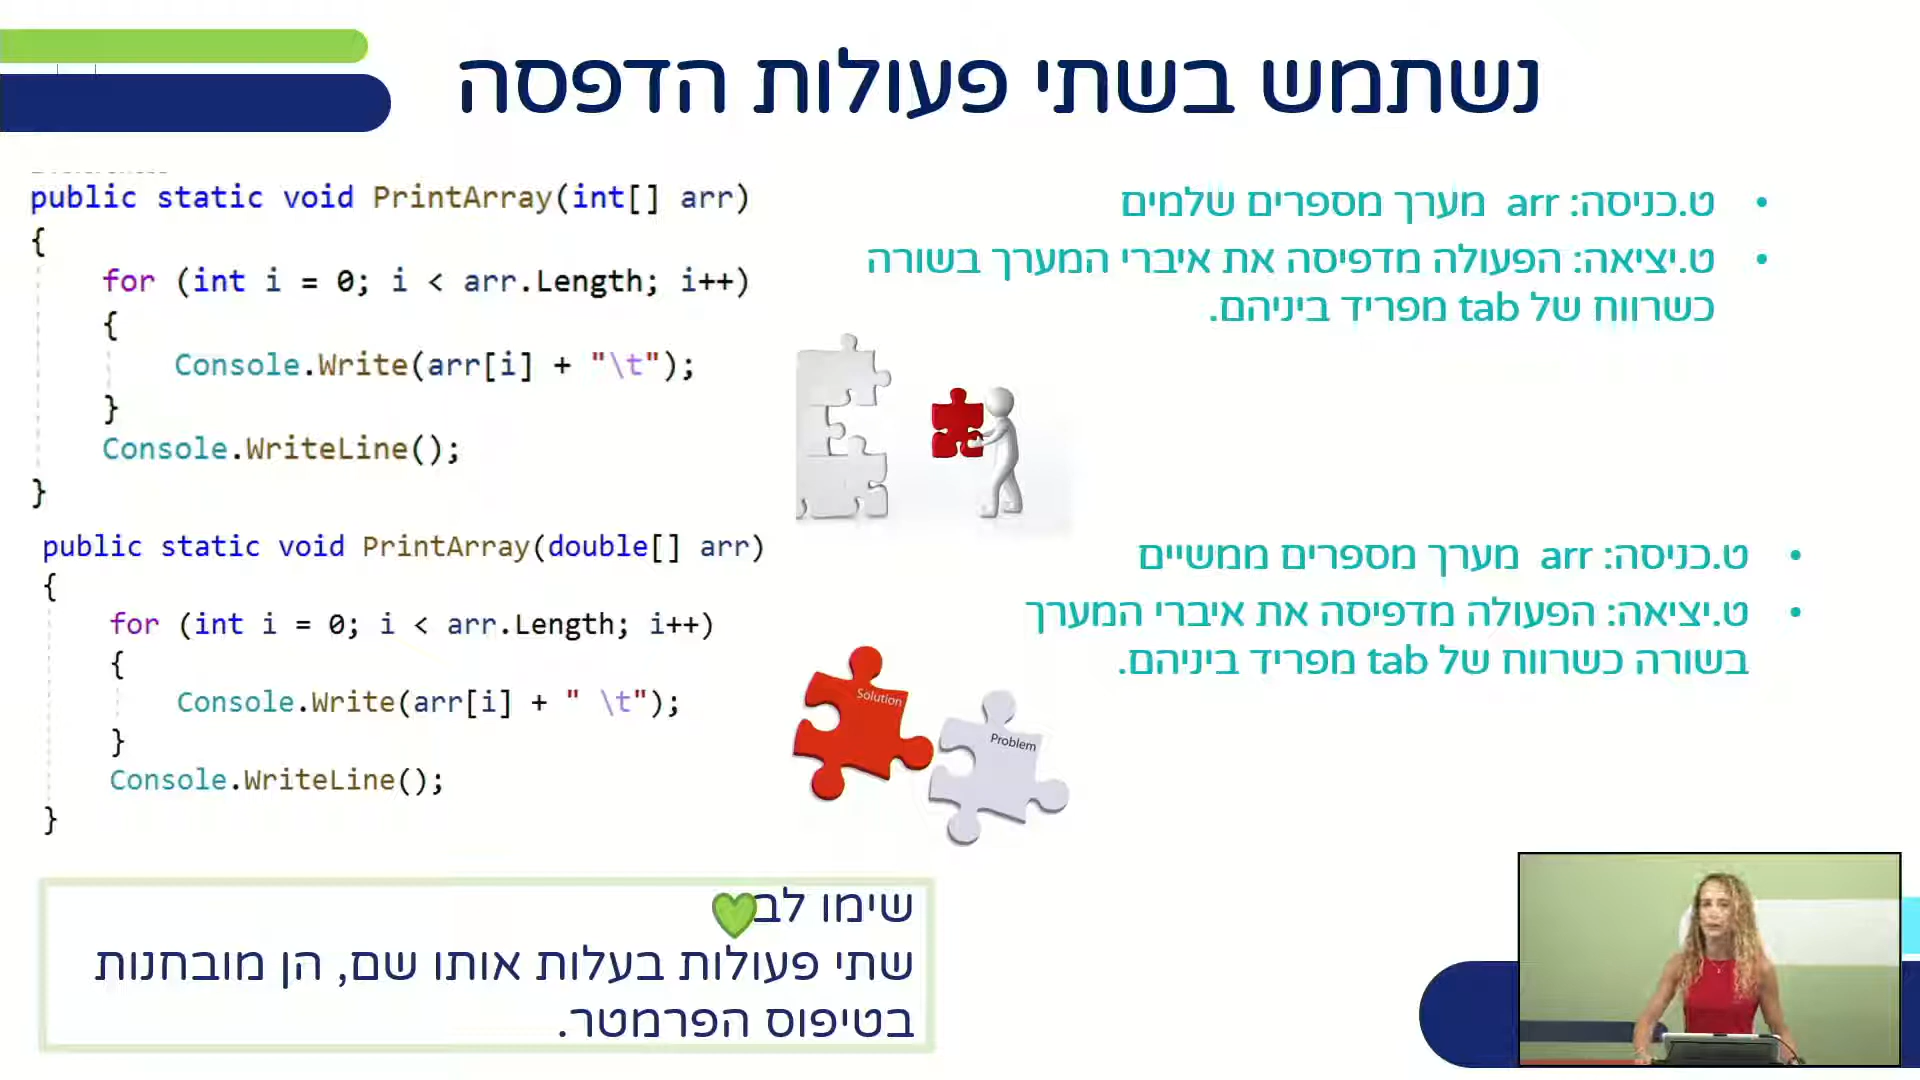 נשתמש בשתי פעולות הדפסה
public static void PrintArray(int[] arr)
{
for (int i = 0; i < arr.Length; i++)
{
Console.Write(arr[i] + "\t");
}
Console.WriteLine();
}
• ט.כניסה: arr מערך מספרים שלמים
• ט.יציאה: הפעולה מדפיסה את איברי המערך בשורה
כשרווח של tab מפריד ביניהם.
public static void PrintArray(double[] arr)
{
for (int i = 0; i < arr.Length; i++)
{
Console.Write(arr[i] + " \t");
}
Console.WriteLine();
}
• ט.כניסה: arr מערך מספרים ממשיים
• ט.יציאה: הפעולה מדפיסה את איברי המערך
בשורה כשרווח של tab מפריד ביניהם.
Solution
Problem
שימו לב💚
שתי פעולות בעלות אותו שם, הן מובחנות
בטיפוס הפרמטר.